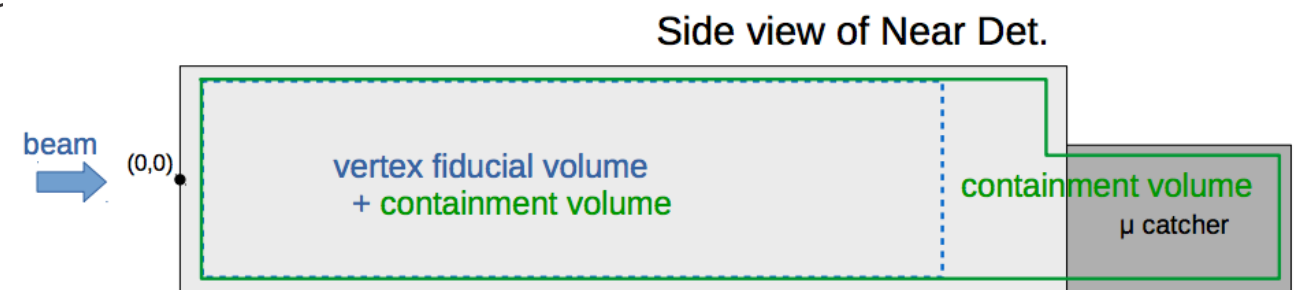 Side view of Near Det.
beam
(0,0)
vertex fiducial volume
+ containment volume
containment volume
μ catcher